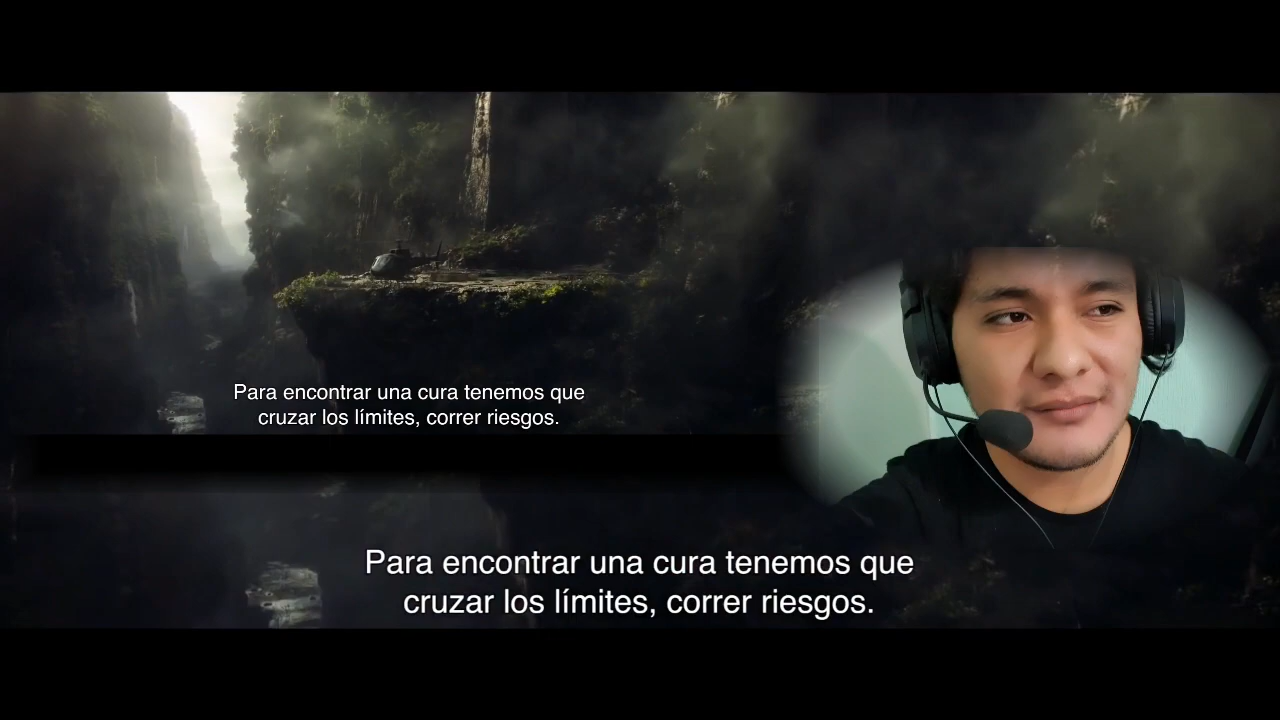 Para encontrar una cura tenemos que
cruzar los límites, correr riesgos.
Para encontrar una cura tenemos que
cruzar los límites, correr riesgos.